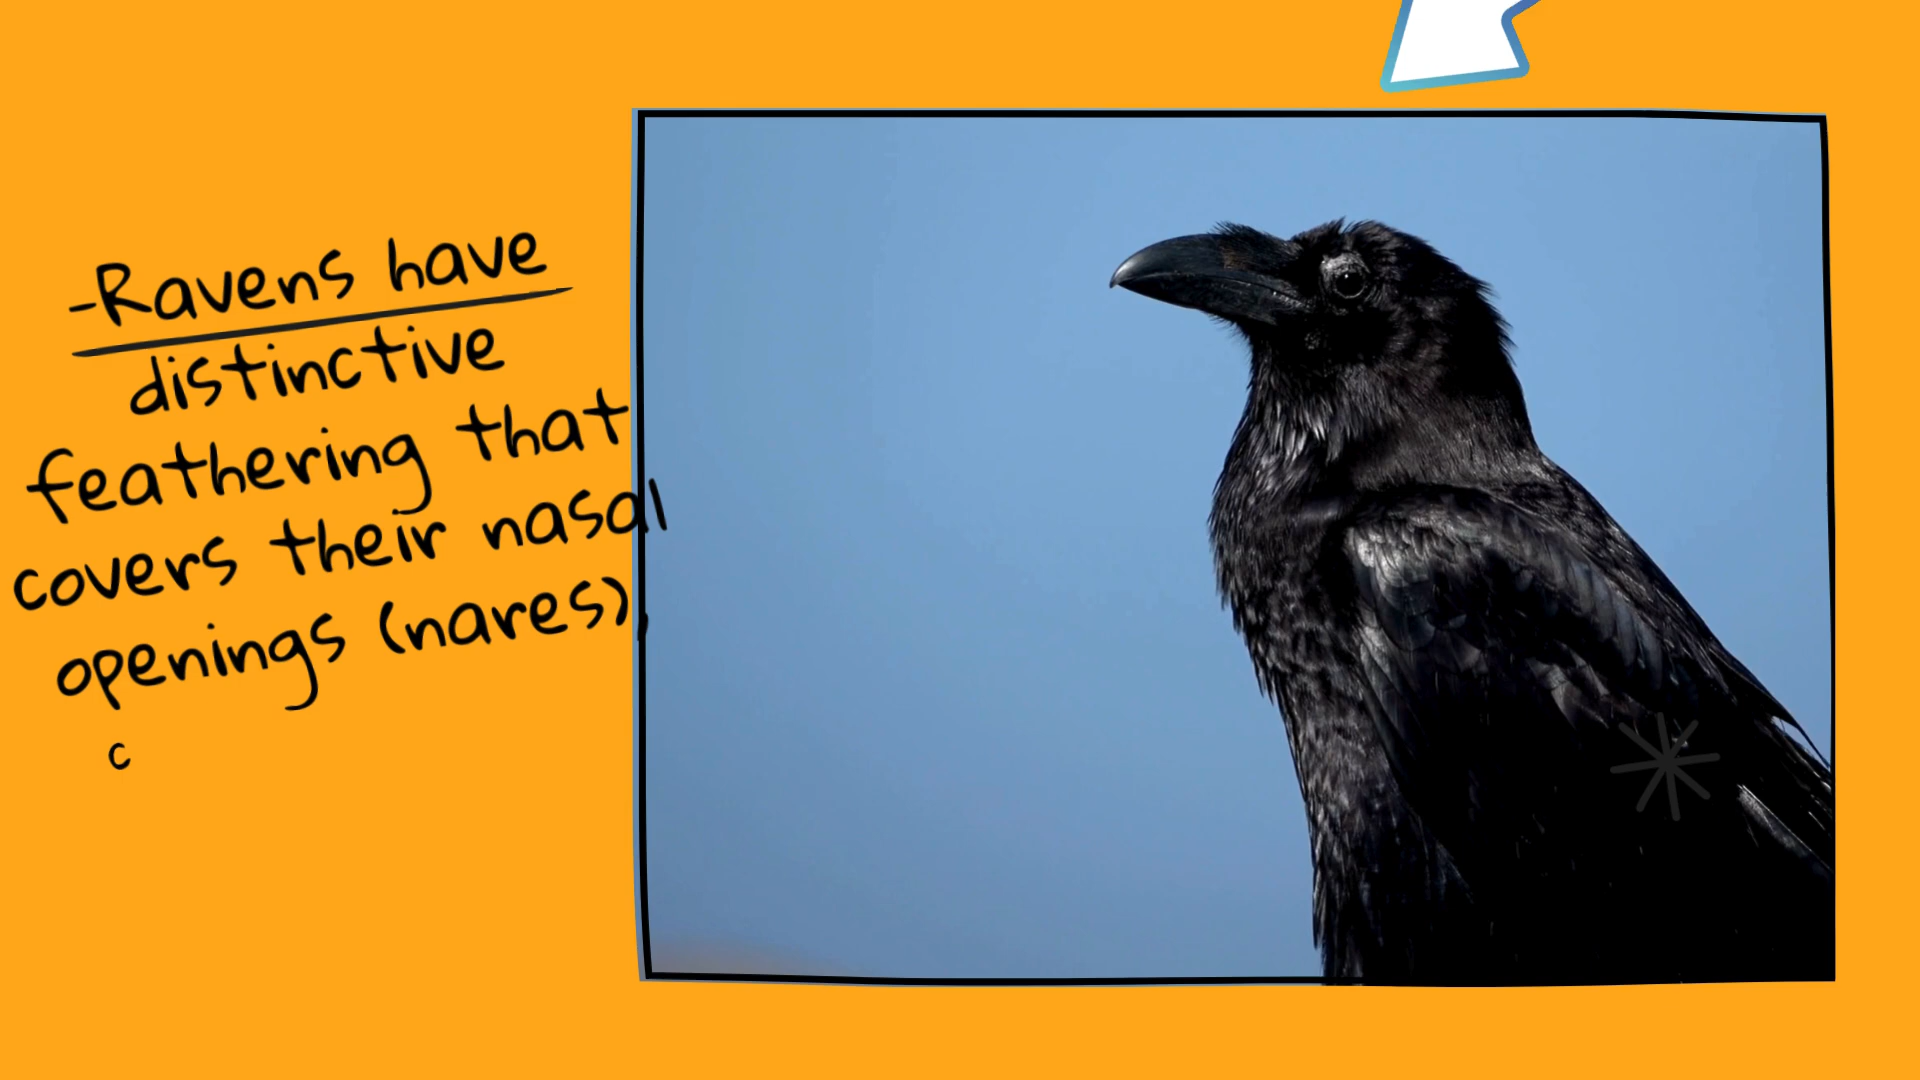 -Ravens have
distinctive
feathering that
covers their nasal
openings (nares),
c